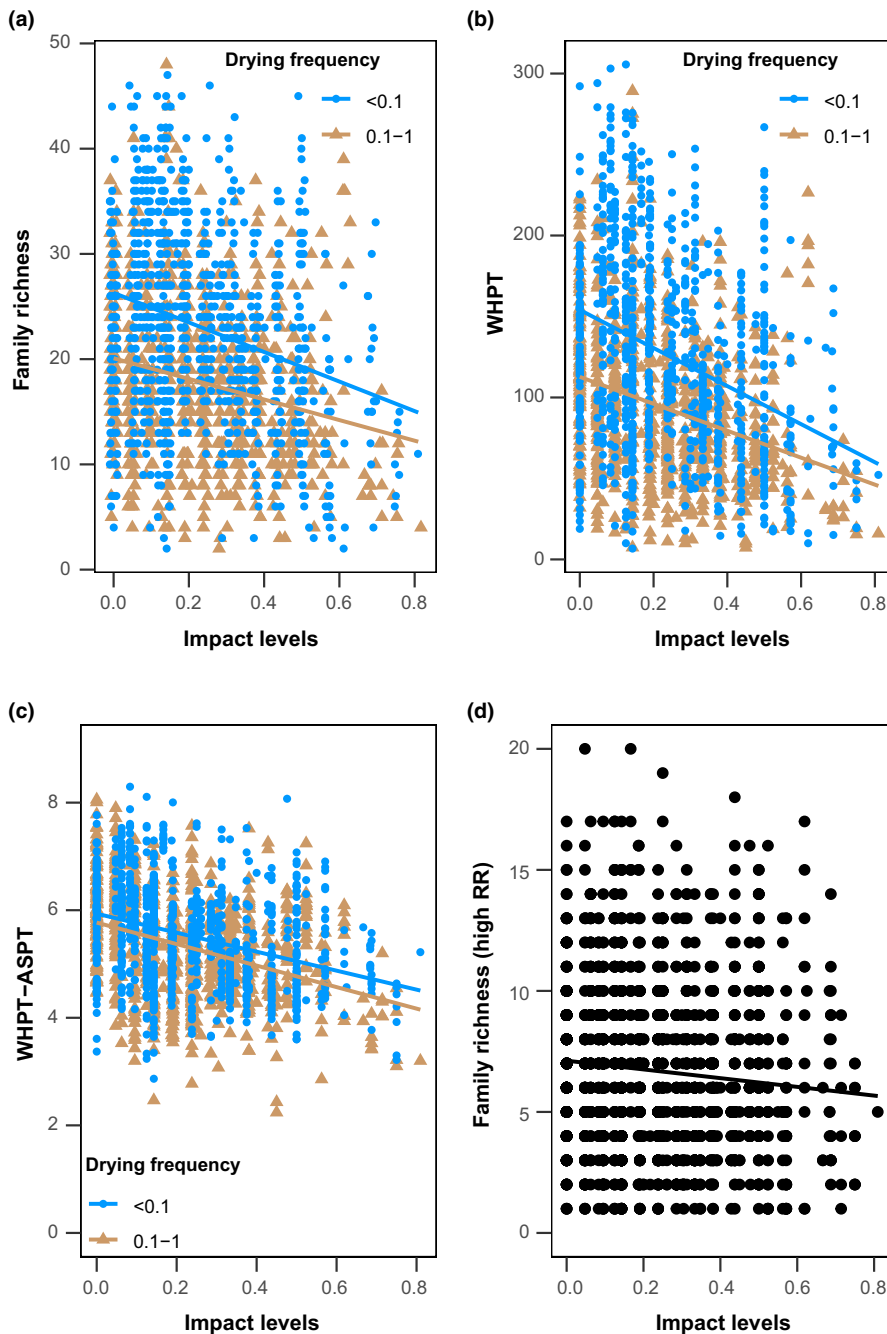 (a)
Family richness
50
40
30
20
10
0
Drying frequency
<0.1
0.1−1
0.0 0.2 0.4 0.6 0.8
Impact levels
(b)
WHPT
300
200
100
0
Drying frequency
<0.1
0.1−1
0.0 0.2 0.4 0.6 0.8
Impact levels
(c)
WHPT−ASPT
8
6
4
2
0
Drying frequency
<0.1
0.1−1
0.0 0.2 0.4 0.6 0.8
Impact levels
(d)
Family richness (high RR)
20
15
10
5
0
0.0 0.2 0.4 0.6 0.8
Impact levels